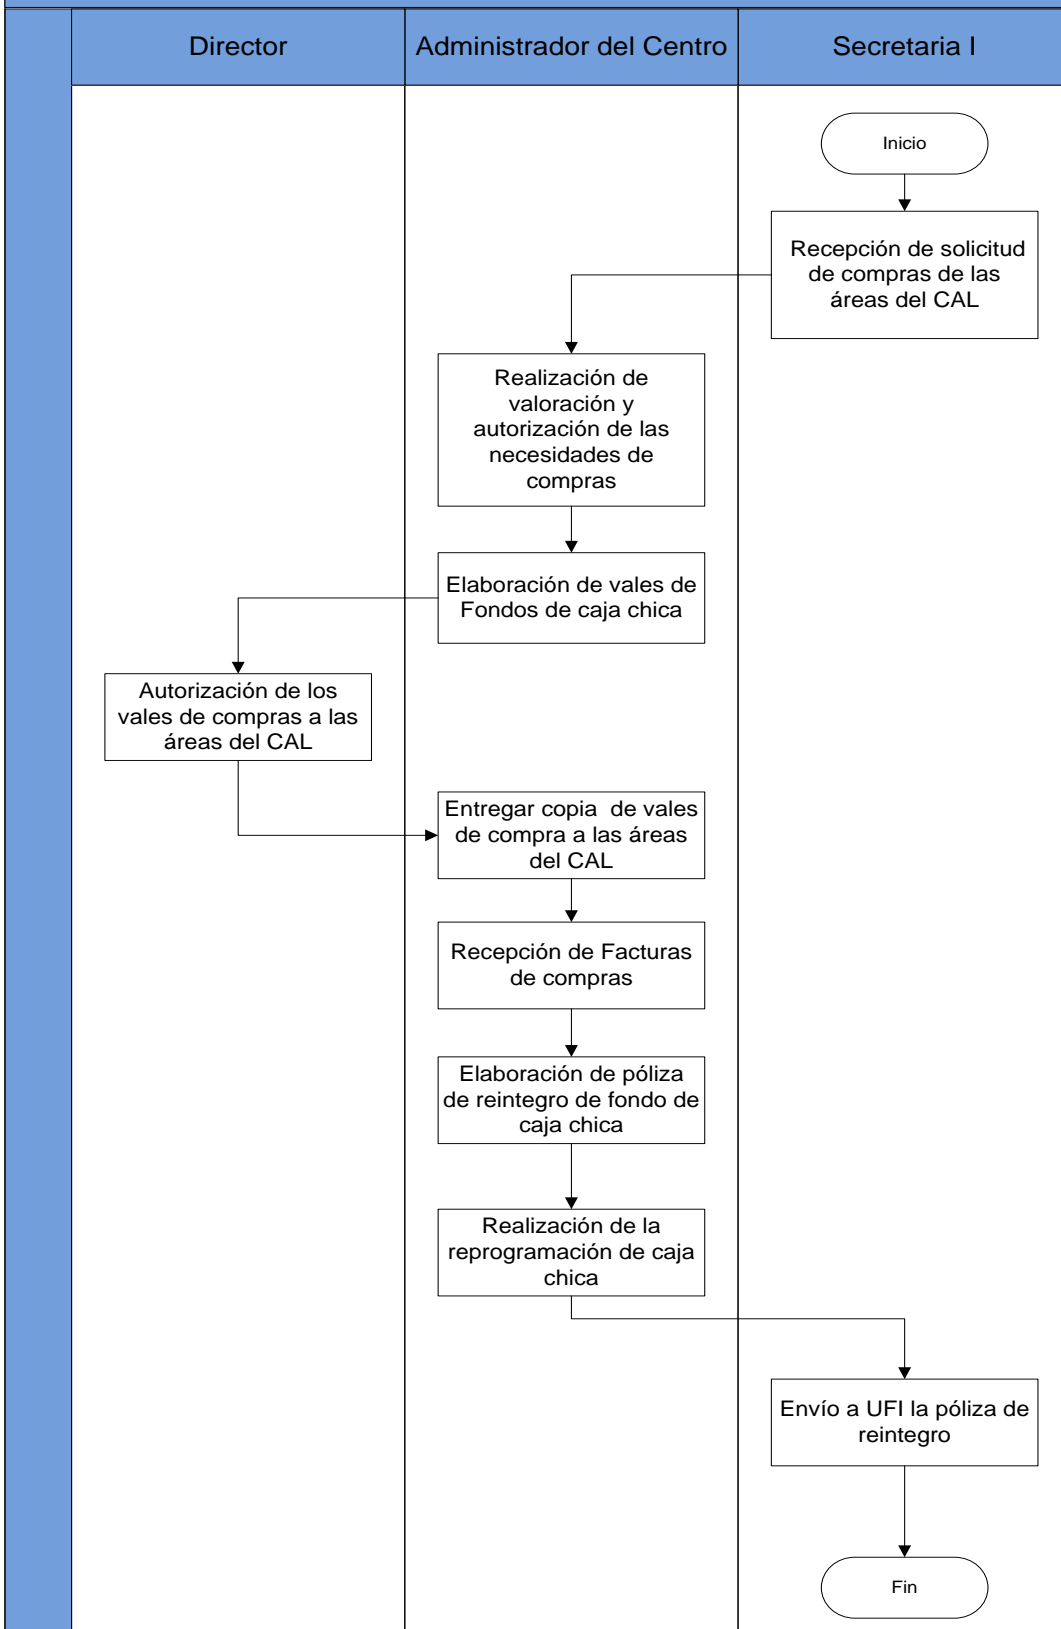 Director
Administrador del Centro
Secretaria I
Inicio
Recepción de solicitud
de compras de las
áreas del CAL
Realización de
valoración y
autorización de las
necesidades de
compras
Elaboración de vales de
Fondos de caja chica
Autorización de los
vales de compras a las
áreas del CAL
Entregar copia  de vales
de compra a las áreas
del CAL
Recepción de Facturas
de compras
Elaboración de póliza
de reintegro de fondo de
caja chica
Realización de la
reprogramación de caja
chica
Envío a UFI la póliza de
reintegro
Fin